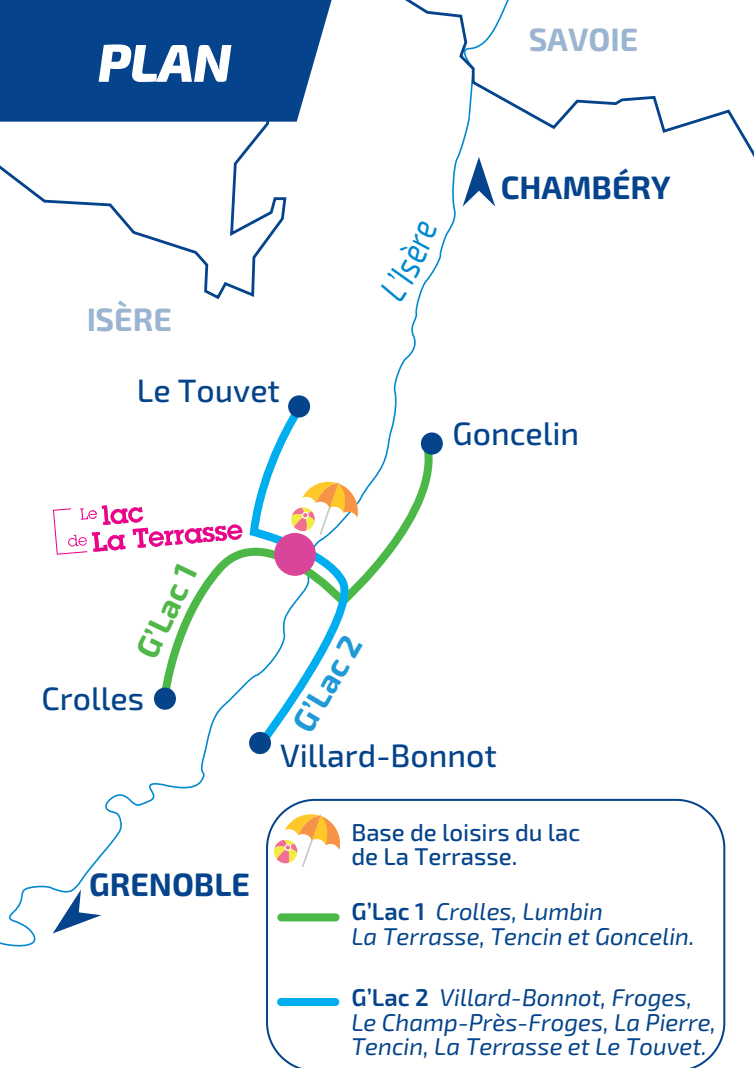 PLAN
SAVOIE
CHAMBÉRY
L'Isère
ISÈRE
Le Touvet
Goncelin
Le lac
de La Terrasse
G'Lac 1
G'Lac 2
Crolles
Villard-Bonnot
GRENOBLE
Base de loisirs du lac
de La Terrasse.
G'Lac 1 Crolles, Lumbin
La Terrasse, Tencin et Goncelin.
G'Lac 2 Villard-Bonnot, Froges,
Le Champ-Près-Froges, La Pierre,
Tencin, La Terrasse et Le Touvet.